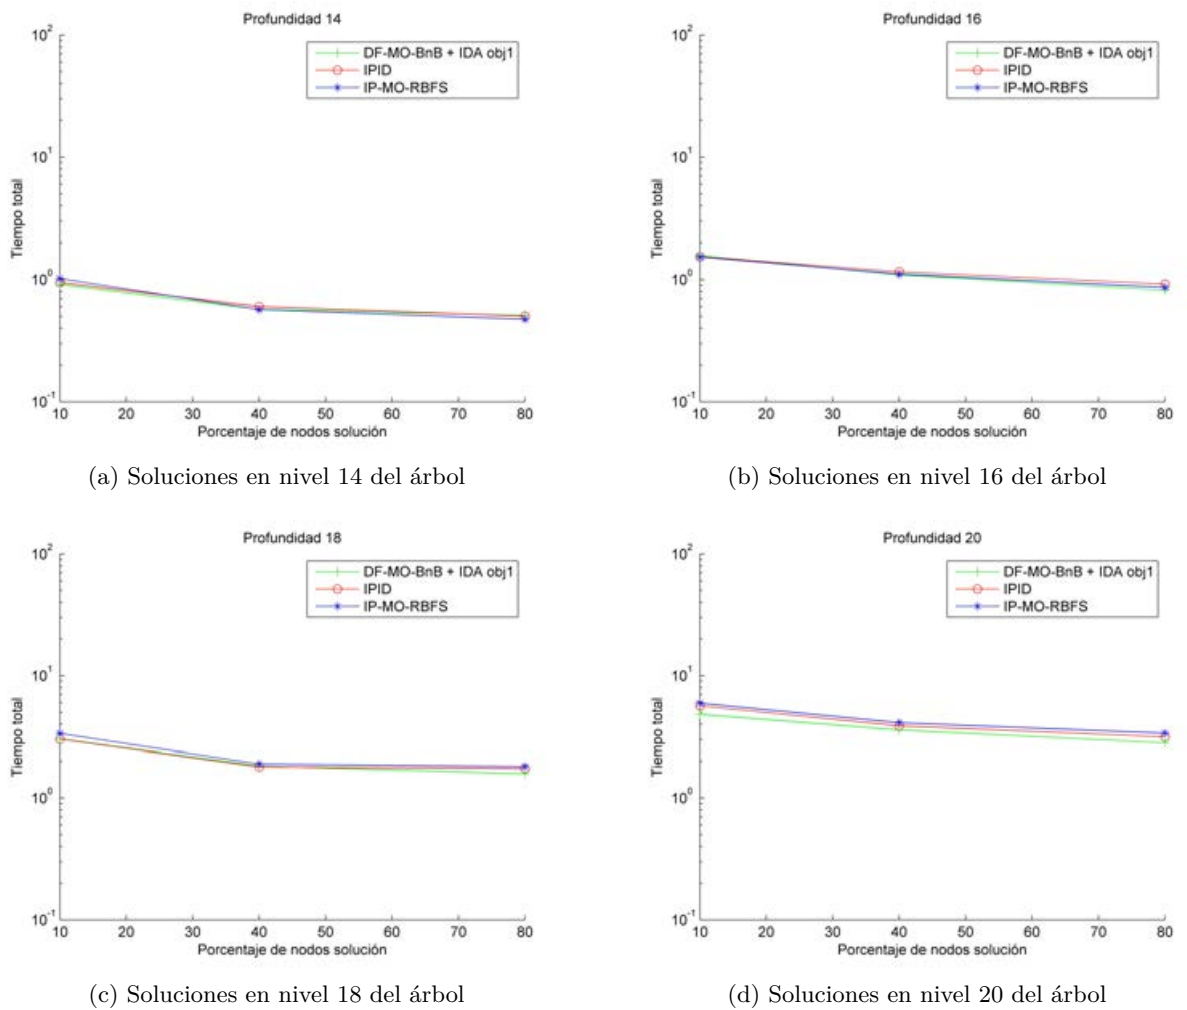 Profundidad 14
10^2
10^1
10^0
10^-1
Tiempo total
DF-MO-BnB + IDA obj1
IPID
IP-MO-RBFS
10 20 30 40 50 60 70 80
Porcentaje de nodos solución
(a) Soluciones en nivel 14 del árbol
Profundidad 16
10^2
10^1
10^0
10^-1
Tiempo total
DF-MO-BnB + IDA obj1
IPID
IP-MO-RBFS
10 20 30 40 50 60 70 80
Porcentaje de nodos solución
(b) Soluciones en nivel 16 del árbol
Profundidad 18
10^2
10^1
10^0
10^-1
Tiempo total
DF-MO-BnB + IDA obj1
IPID
IP-MO-RBFS
10 20 30 40 50 60 70 80
Porcentaje de nodos solución
(c) Soluciones en nivel 18 del árbol
Profundidad 20
10^2
10^1
10^0
10^-1
Tiempo total
DF-MO-BnB + IDA obj1
IPID
IP-MO-RBFS
10 20 30 40 50 60 70 80
Porcentaje de nodos solución
(d) Soluciones en nivel 20 del árbol